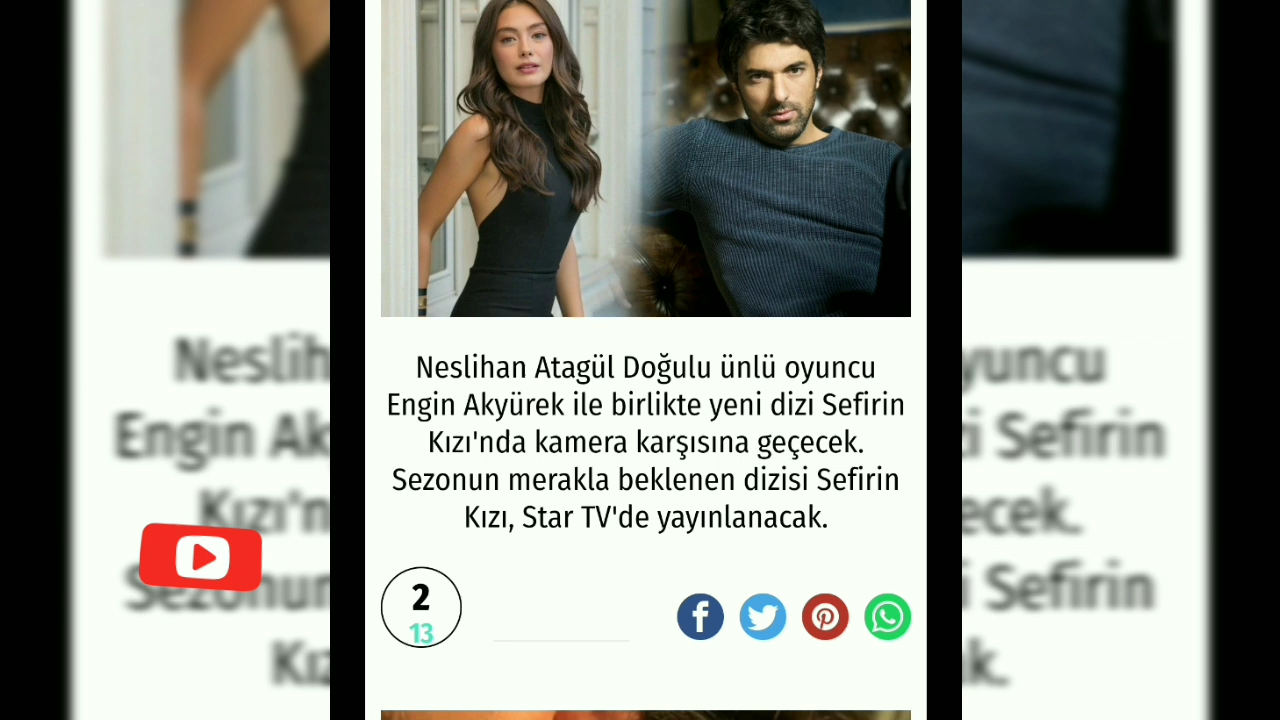 Neslihan Atagül Doğulu ünlü oyuncu
Engin Akyürek ile birlikte yeni dizi Sefirin
Kızı'nda kamera karşısına geçecek.
Sezonun merakla beklenen dizisi Sefirin
Kızı, Star TV'de yayınlanacak.
2
13